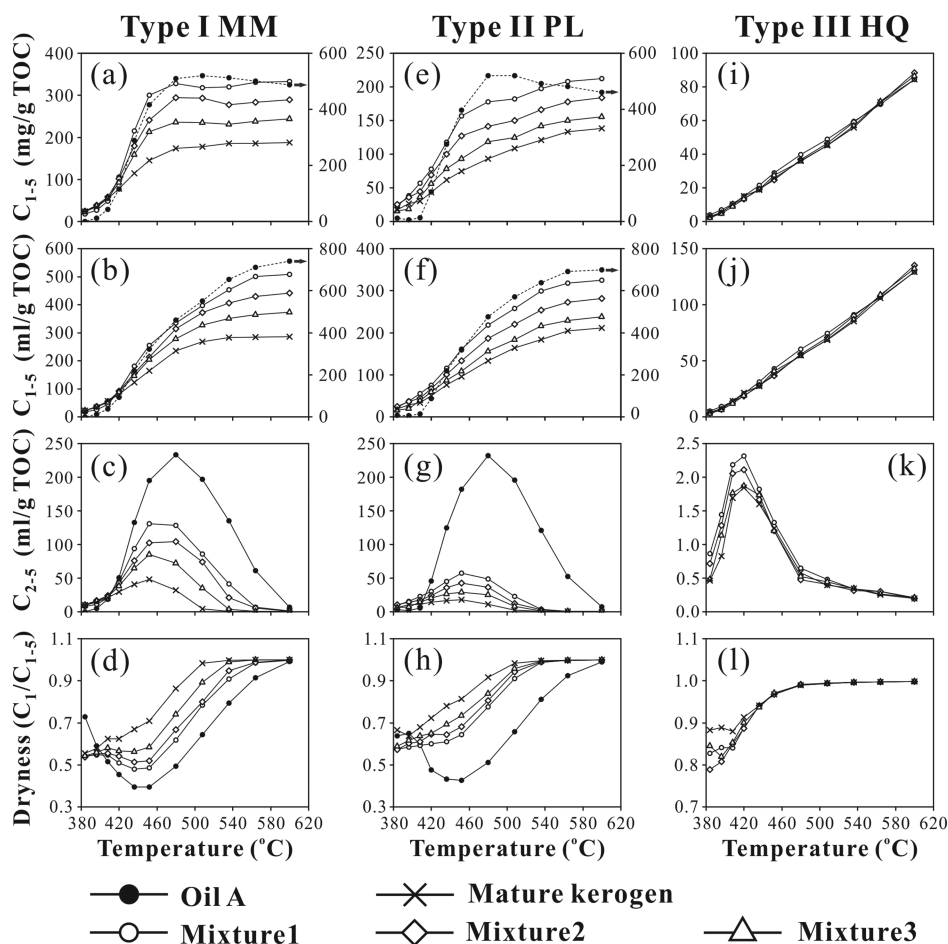 Type I MM Type II PL Type III HQ
C1-5 (mg/g TOC)
400 300 200 100 0
(a)
600 400 200 0
250 200 150 100 50 0
(e)
600 400 200 0
100 80 60 40 20 0
(i)
C1-5 (ml/g TOC)
600 500 400 300 200 100 0
(b)
800 600 400 200 0
400 300 200 100 0
(f)
800 600 400 200 0
150 100 50 0
(j)
C2-5 (ml/g TOC)
250 200 150 100 50 0
(c)
250 200 150 100 50 0
(g)
2.5 2.0 1.5 1.0 0.5 0.0
(k)
Dryness (C1/C1-5)
1.1 0.9 0.7 0.5 0.3
(d)
1.1 0.9 0.7 0.5 0.3
(h)
1.1 1.0 0.9 0.8 0.7
(l)
380 420 460 500 540 580 620
380 420 460 500 540 580 620
380 420 460 500 540 580 620
Temperature (°C) Temperature (°C) Temperature (°C)
Oil A Mature kerogen
Mixture1 Mixture2 Mixture3